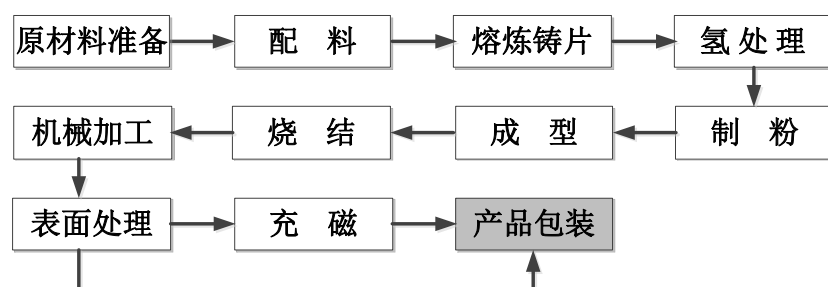 原材料准备 配 料 熔炼铸片 氢 处 理
机械加工 烧 结 成 型 制 粉
表面处理 充 磁 产品包装